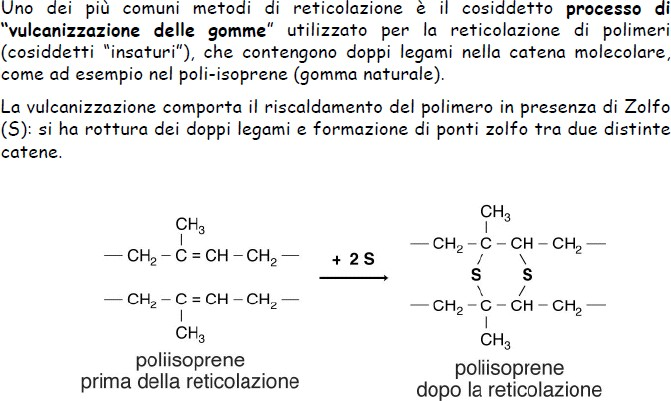 Uno dei più comuni metodi di reticolazione è il cosiddetto processo di
"vulcanizzazione delle gomme" utilizzato per la reticolazione di polimeri
(cosiddetti "insaturi"), che contengono doppi legami nella catena molecolare,
come ad esempio nel poli-isoprene (gomma naturale).
La vulcanizzazione comporta il riscaldamento del polimero in presenza di Zolfo
(S): si ha rottura dei doppi legami e formazione di ponti zolfo tra due distinte
catene.
CH₃
— CH₂ – C = CH – CH₂ —
— CH₂ – C = CH – CH₂ —
CH₃
poliisoprene
prima della reticolazione
+ 2 S
CH₃
— CH₂ – C – CH – CH₂ —
S S
— CH₂ – C – CH – CH₂ —
CH₃
poliisoprene
dopo la reticolazione